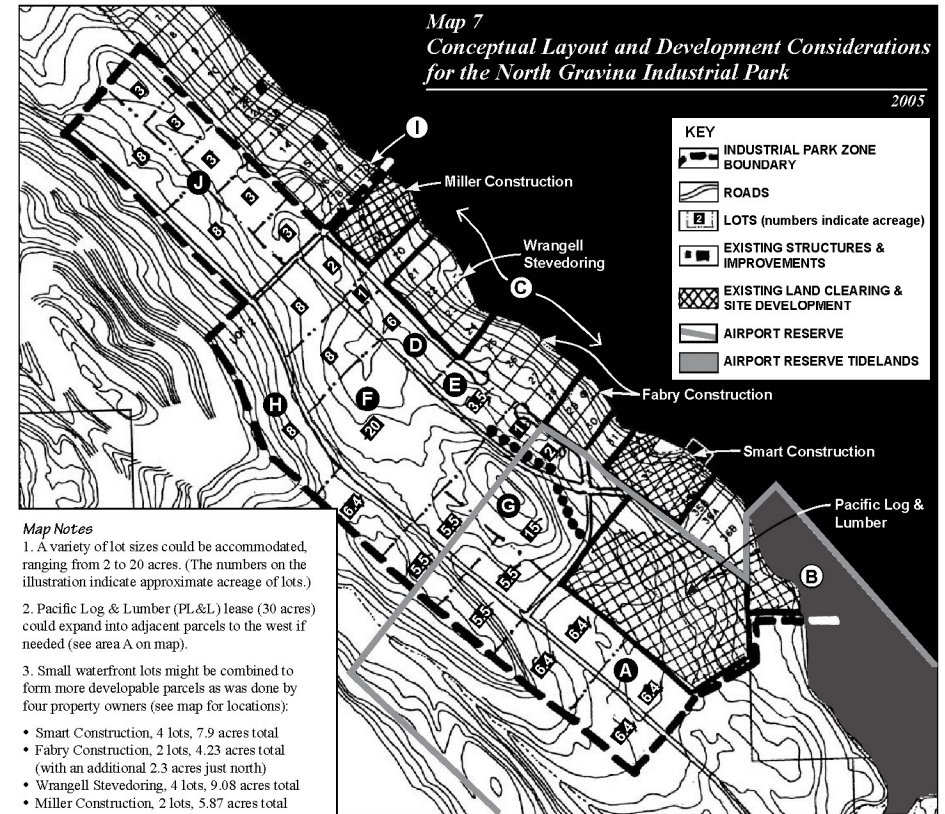 Map 7
Conceptual Layout and Development Considerations
for the North Gravina Industrial Park
2005
KEY
INDUSTRIAL PARK ZONE
BOUNDARY
ROADS
2
LOTS (numbers indicate acreage)
EXISTING STRUCTURES &
IMPROVEMENTS
EXISTING LAND CLEARING &
SITE DEVELOPMENT
AIRPORT RESERVE
AIRPORT RESERVE TIDELANDS
I
Miller Construction
Wrangell
Stevedoring
C
Fabry Construction
Smart Construction
Pacific Log &
Lumber
B
3
3
8
3
J
3
8
3
2
1
8
6
D
8
E
3.5
F
H
20
8
1
2
6.4
5.5
G
15
5.5
5.5
5.5
6.4
6.4
A
6.4
6.4
35
36A
36B
Map Notes
1. A variety of lot sizes could be accommodated,
ranging from 2 to 20 acres. (The numbers on the
illustration indicate approximate acreage of lots.)
2. Pacific Log & Lumber (PL&L) lease (30 acres)
could expand into adjacent parcels to the west if
needed (see area A on map).
3. Small waterfront lots might be combined to
form more developable parcels as was done by
four property owners (see map for locations):
• Smart Construction, 4 lots, 7.9 acres total
• Fabry Construction, 2 lots, 4.23 acres total
(with an additional 2.3 acres just north)
• Wrangell Stevedoring, 4 lots, 9.08 acres total
• Miller Construction, 2 lots, 5.87 acres total